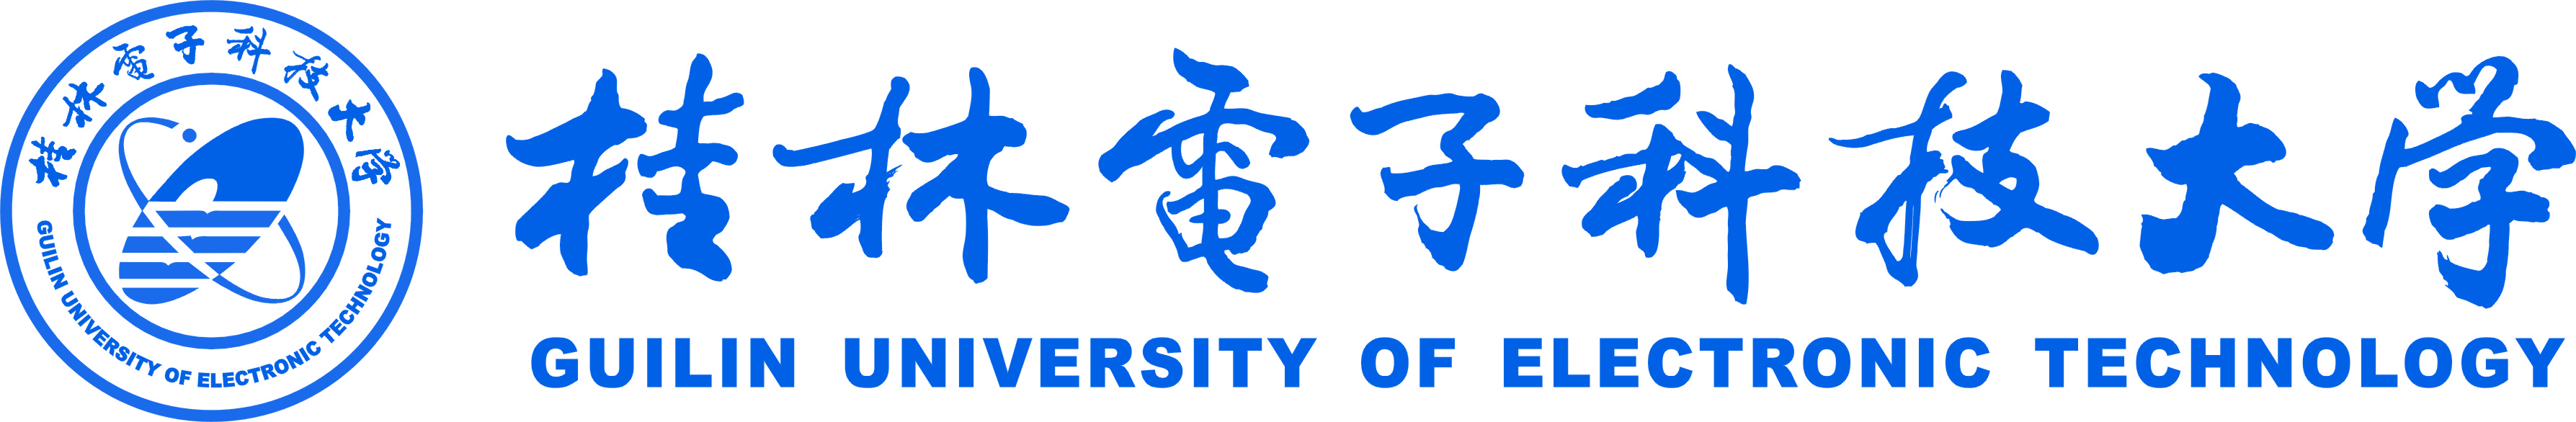 桂林電子科技大学
GUILIN UNIVERSITY OF ELECTRONIC TECHNOLOGY
桂林電子科技大学
GUILIN UNIVERSITY OF ELECTRONIC TECHNOLOGY